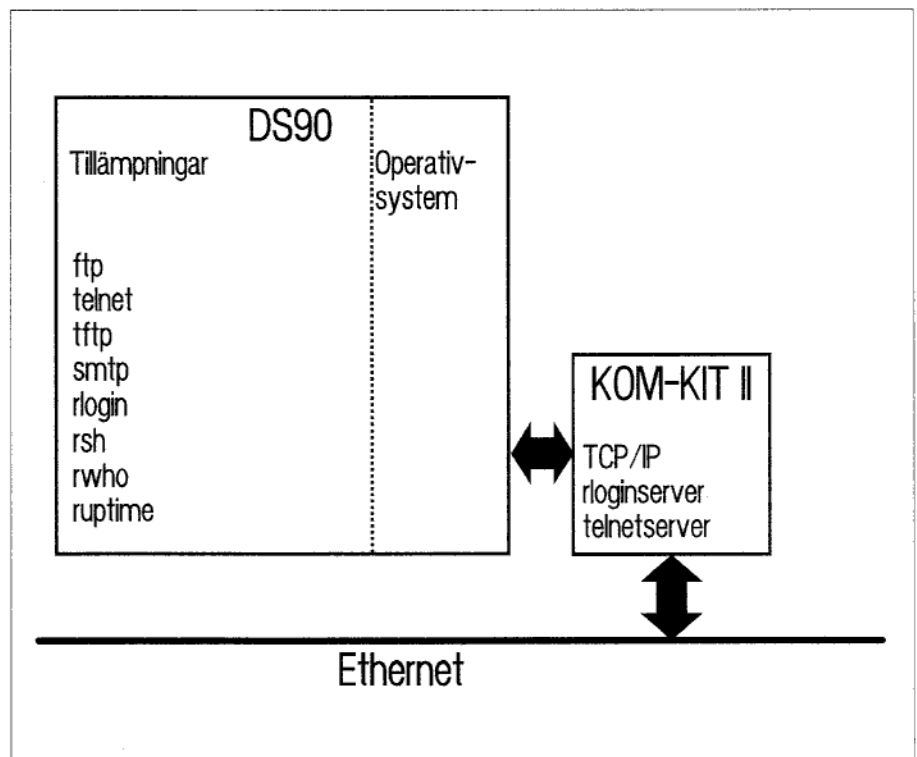 DS90
Tillämpningar
Operativ-
system
ftp
telnet
tftp
smtp
rlogin
rsh
rwho
ruptime
KOM-KIT II
TCP/IP
rloginserver
telnetserver
Ethernet